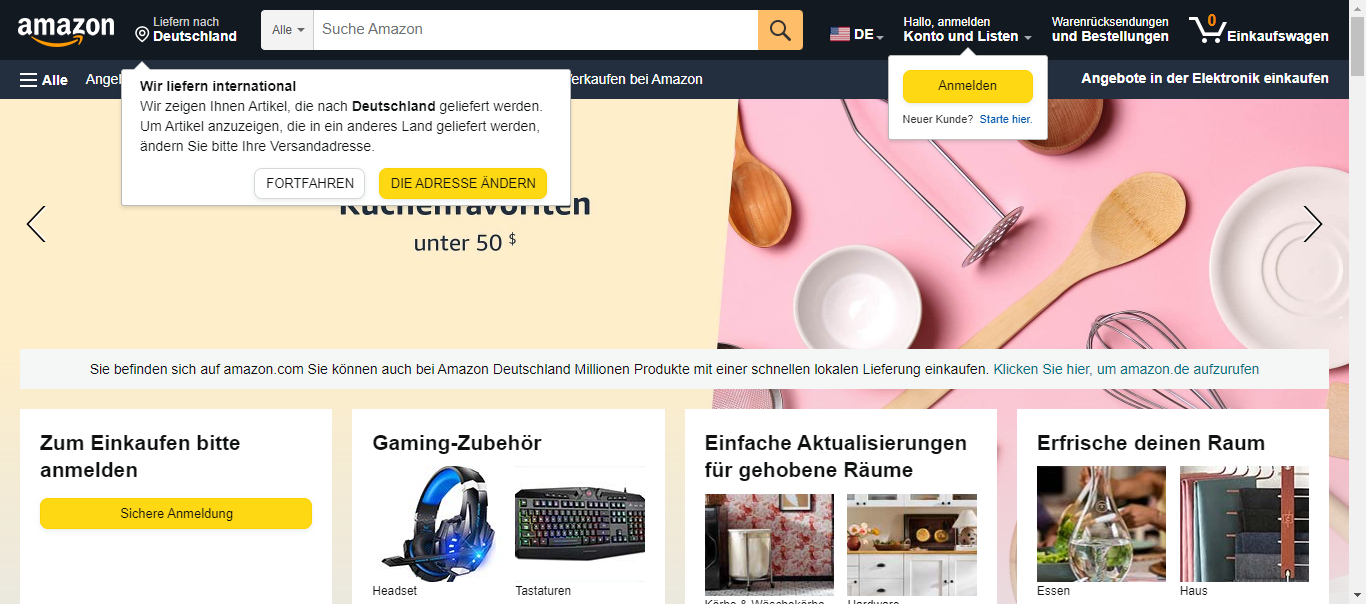 amazon
Liefern nach
Deutschland
Alle
Suche Amazon
DE
Hallo, anmelden
Konto und Listen
Warenrücksendungen
und Bestellungen
0
Einkaufswagen
Alle
Verkaufen bei Amazon
Angebote in der Elektronik einkaufen
Wir liefern international
Wir zeigen Ihnen Artikel, die nach Deutschland geliefert werden.
Um Artikel anzuzeigen, die in ein anderes Land geliefert werden,
ändern Sie bitte Ihre Versandadresse.
FORTFAHREN
DIE ADRESSE ÄNDERN
Anmelden
Neuer Kunde? Starte hier.
Küchenfavoriten
unter 50 $
Sie befinden sich auf amazon.com Sie können auch bei Amazon Deutschland Millionen Produkte mit einer schnellen lokalen Lieferung einkaufen. Klicken Sie hier, um amazon.de aufzurufen
Zum Einkaufen bitte
anmelden
Sichere Anmeldung
Gaming-Zubehör
Headset
Tastaturen
Einfache Aktualisierungen
für gehobene Räume
Körbe & Wäschekörbe
Hardware
Erfrische deinen Raum
Essen
Haus